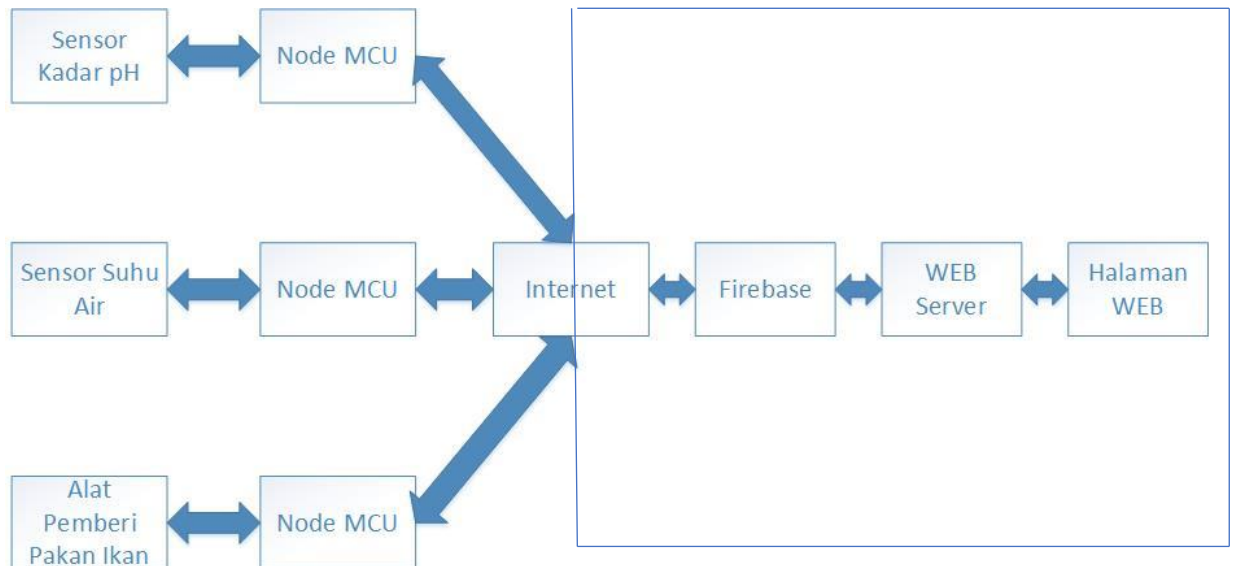 Sensor
Kadar pH
Node MCU
Sensor Suhu
Air
Node MCU
Internet
Firebase
WEB
Server
Halaman
WEB
Alat
Pemberi
Pakan Ikan
Node MCU